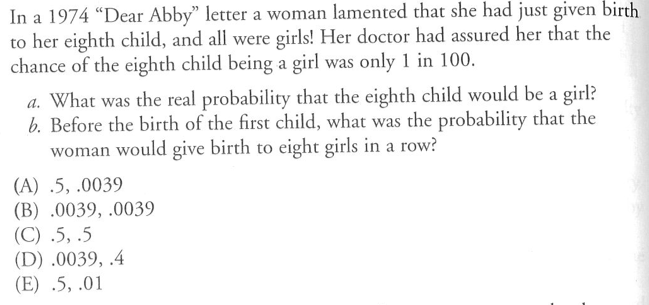 In a 1974 “Dear Abby” letter a woman lamented that she had just given birth
to her eighth child, and all were girls! Her doctor had assured her that the
chance of the eighth child being a girl was only 1 in 100.
a. What was the real probability that the eighth child would be a girl?
b. Before the birth of the first child, what was the probability that the
woman would give birth to eight girls in a row?
(A) .5, .0039
(B) .0039, .0039
(C) .5, .5
(D) .0039, .4
(E) .5, .01